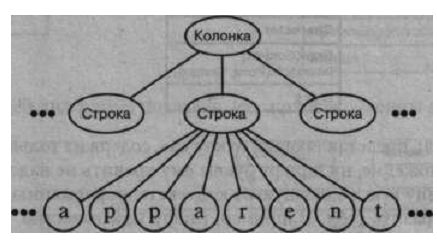 Колонка
••• Строка Строка Строка •••
••• a p p a r e n t •••